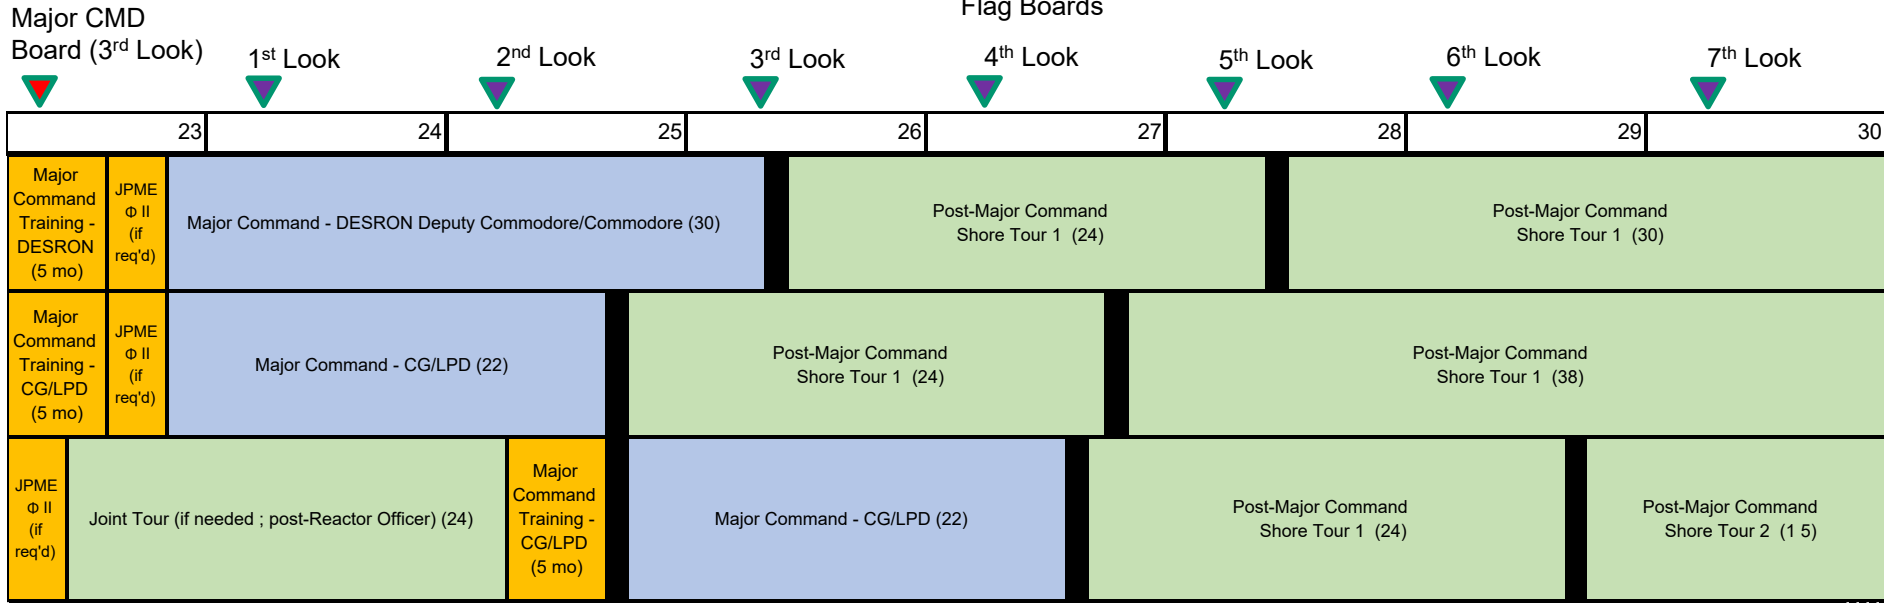 Flag Boards
Major CMD
Board (3rd Look)
1st Look
2nd Look
3rd Look
4th Look
5th Look
6th Look
7th Look
23
24
25
26
27
28
29
30
Major
Command
Training -
DESRON
(5 mo)
JPME
Φ II
(if
req'd)
Major Command - DESRON Deputy Commodore/Commodore (30)
Post-Major Command
Shore Tour 1 (24)
Post-Major Command
Shore Tour 1 (30)
Major
Command
Training -
CG/LPD
(5 mo)
JPME
Φ II
(if
req'd)
Major Command - CG/LPD (22)
Post-Major Command
Shore Tour 1 (24)
Post-Major Command
Shore Tour 1 (38)
JPME
Φ II
(if
req'd)
Joint Tour (if needed ; post-Reactor Officer) (24)
Major
Command
Training -
CG/LPD
(5 mo)
Major Command - CG/LPD (22)
Post-Major Command
Shore Tour 1 (24)
Post-Major Command
Shore Tour 2 (1 5)